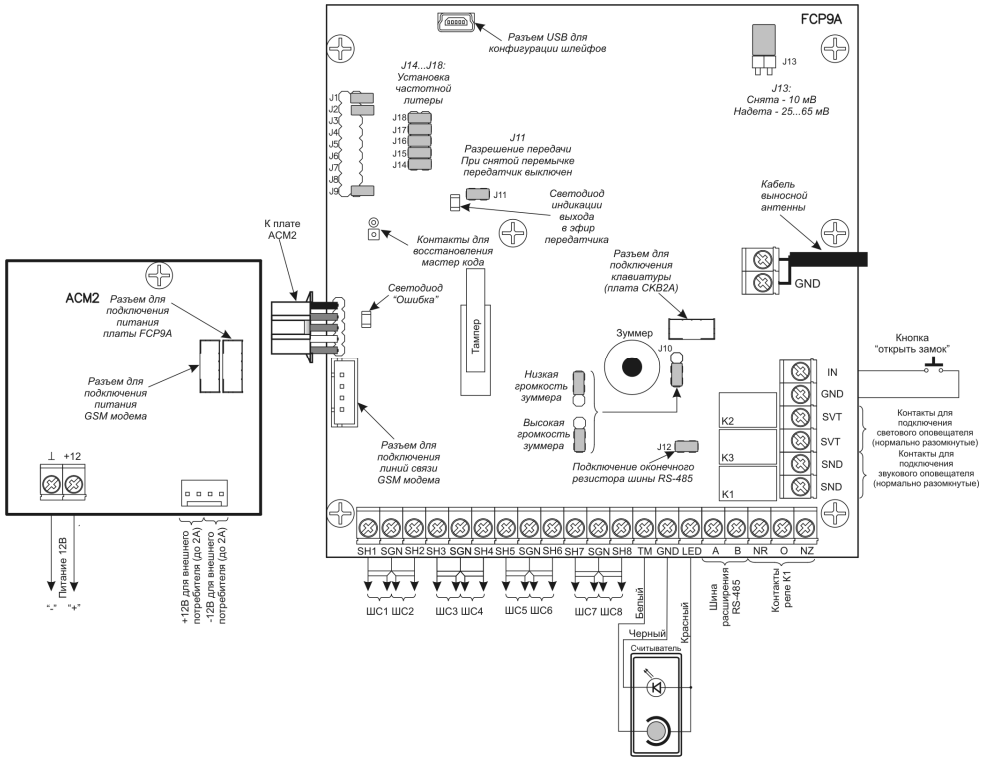 FCP9A
Разъем USB для
конфигурации шлейфов
J13
J13:
Снята - 10 мВ
Надета - 25...65 мВ
J14...J18:
Установка
частотной
литеры
J1
J2
J3
J4
J5
J6
J7
J8
J9
J18
J17
J16
J15
J14
J11
Разрешение передачи
При снятой перемычке
передатчик выключен
J11
Светодиод
индикации
выхода
в эфир
передатчика
Кабель
выносной
антенны
GND
К плате
ACM2
Контакты для
восстановления
мастер кода
Разъем для
подключения
клавиатуры
(плата CKB2A)
Светодиод
"Ошибка"
Тампер
Зуммер
J10
ACM2
Разъем для
подключения
питания
платы FCP9A
Разъем для
подключения
питания
GSM модема
Низкая
громкость
зуммера
Высокая
громкость
зуммера
Разъем для
подключения
линий связи
GSM модема
J12
Подключение оконечного
резистора шины RS-485
K2
K3
K1
IN
GND
SVT
SVT
SND
SND
Кнопка
"открыть замок"
Контакты для
подключения
светового оповещателя
(нормально разомкнутые)
Контакты для
подключения
звукового оповещателя
(нормально разомкнутые)
⊥ +12
Питание 12В
"-" "+"
+12В для внешнего
потребителя (до 2А)
-12В для внешнего
потребителя (до 2А)
SH1 SGN SH2 SH3 SGN SH4 SH5 SGN SH6 SH7 SGN SH8 TM GND LED A B NR O NZ
ШС1 ШС2
ШС3 ШС4
ШС5 ШС6
ШС7 ШС8
Белый
Черный
Красный
Шина
расширения
RS-485
Контакты
реле К1
Считыватель